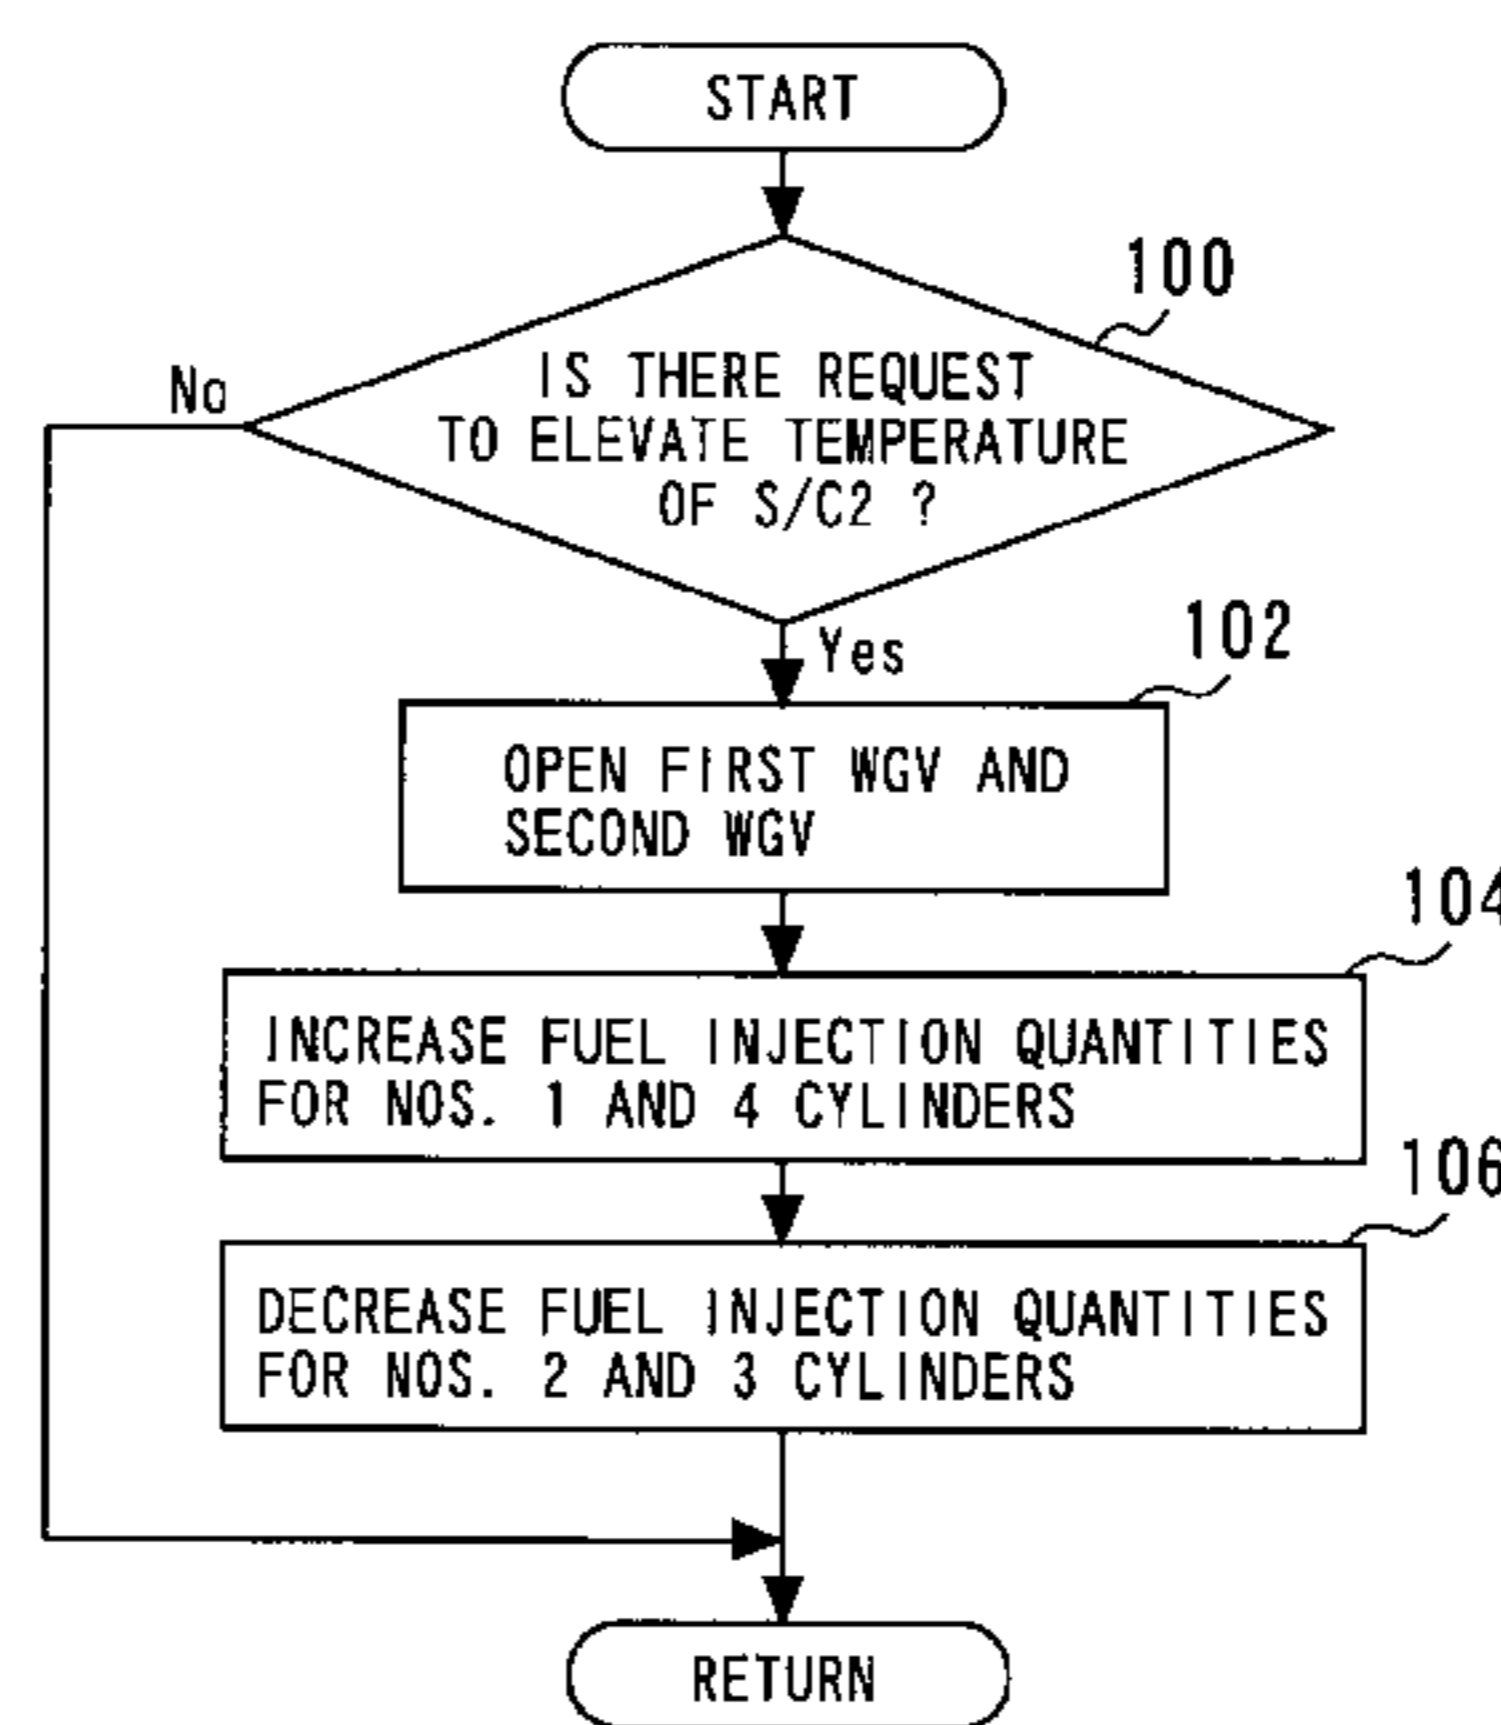 START
100
No
IS THERE REQUEST
TO ELEVATE TEMPERATURE
OF S/C2 ?
Yes
102
OPEN FIRST WGV AND
SECOND WGV
104
INCREASE FUEL INJECTION QUANTITIES
FOR NOS. 1 AND 4 CYLINDERS
106
DECREASE FUEL INJECTION QUANTITIES
FOR NOS. 2 AND 3 CYLINDERS
RETURN